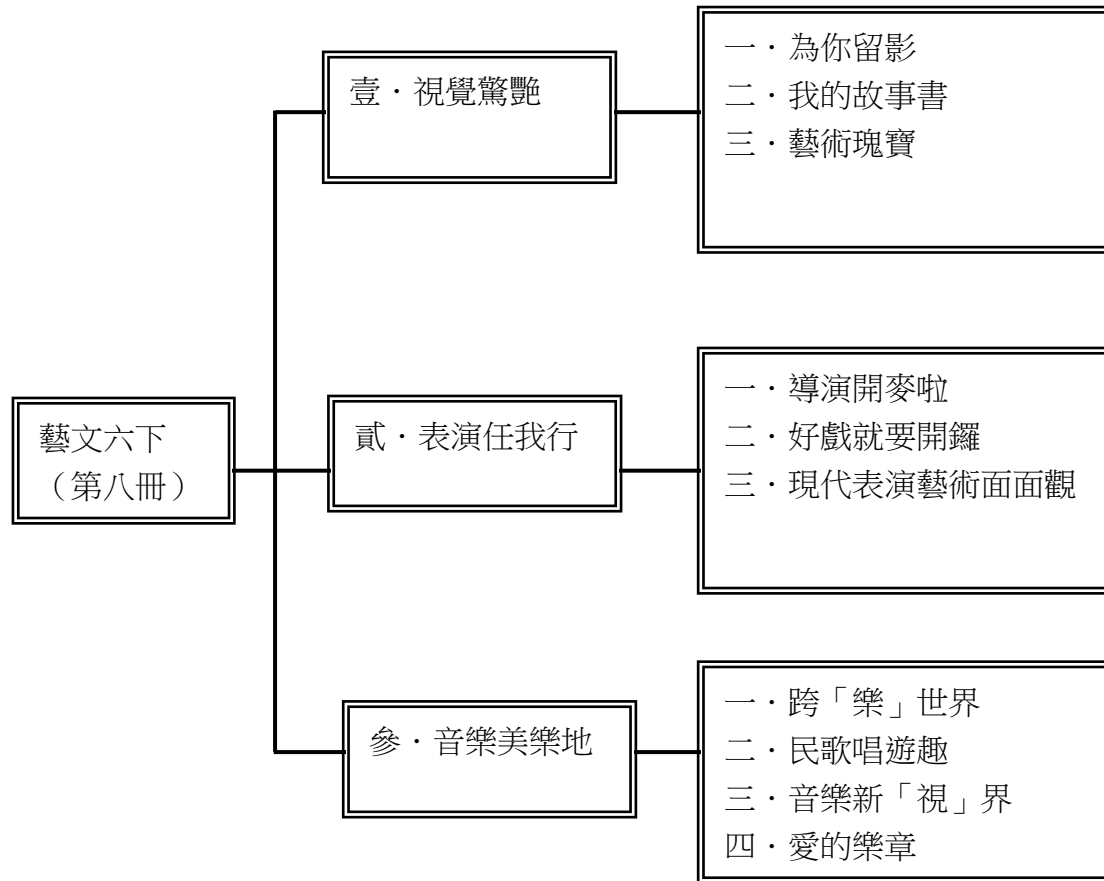 藝文六下
（第八冊）
壹．視覺驚艷
一．為你留影
二．我的故事書
三．藝術瑰寶
貳．表演任我行
一．導演開麥啦
二．好戲就要開鑼
三．現代表演藝術面面觀
參．音樂美樂地
一．跨「樂」世界
二．民歌唱遊趣
三．音樂新「視」界
四．愛的樂章